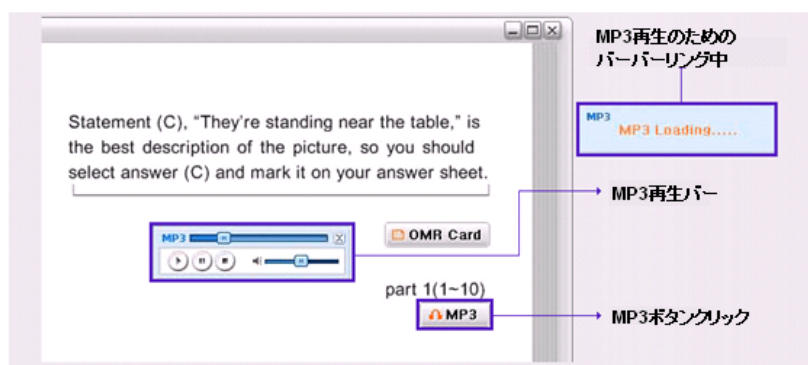 MP3再生のための
バーバーリング中
MP3
MP3 Loading.....
Statement (C), “They're standing near the table,” is
the best description of the picture, so you should
select answer (C) and mark it on your answer sheet.
MP3再生バー
MP3
OMR Card
part 1(1~10)
MP3
MP3ボタンクリック